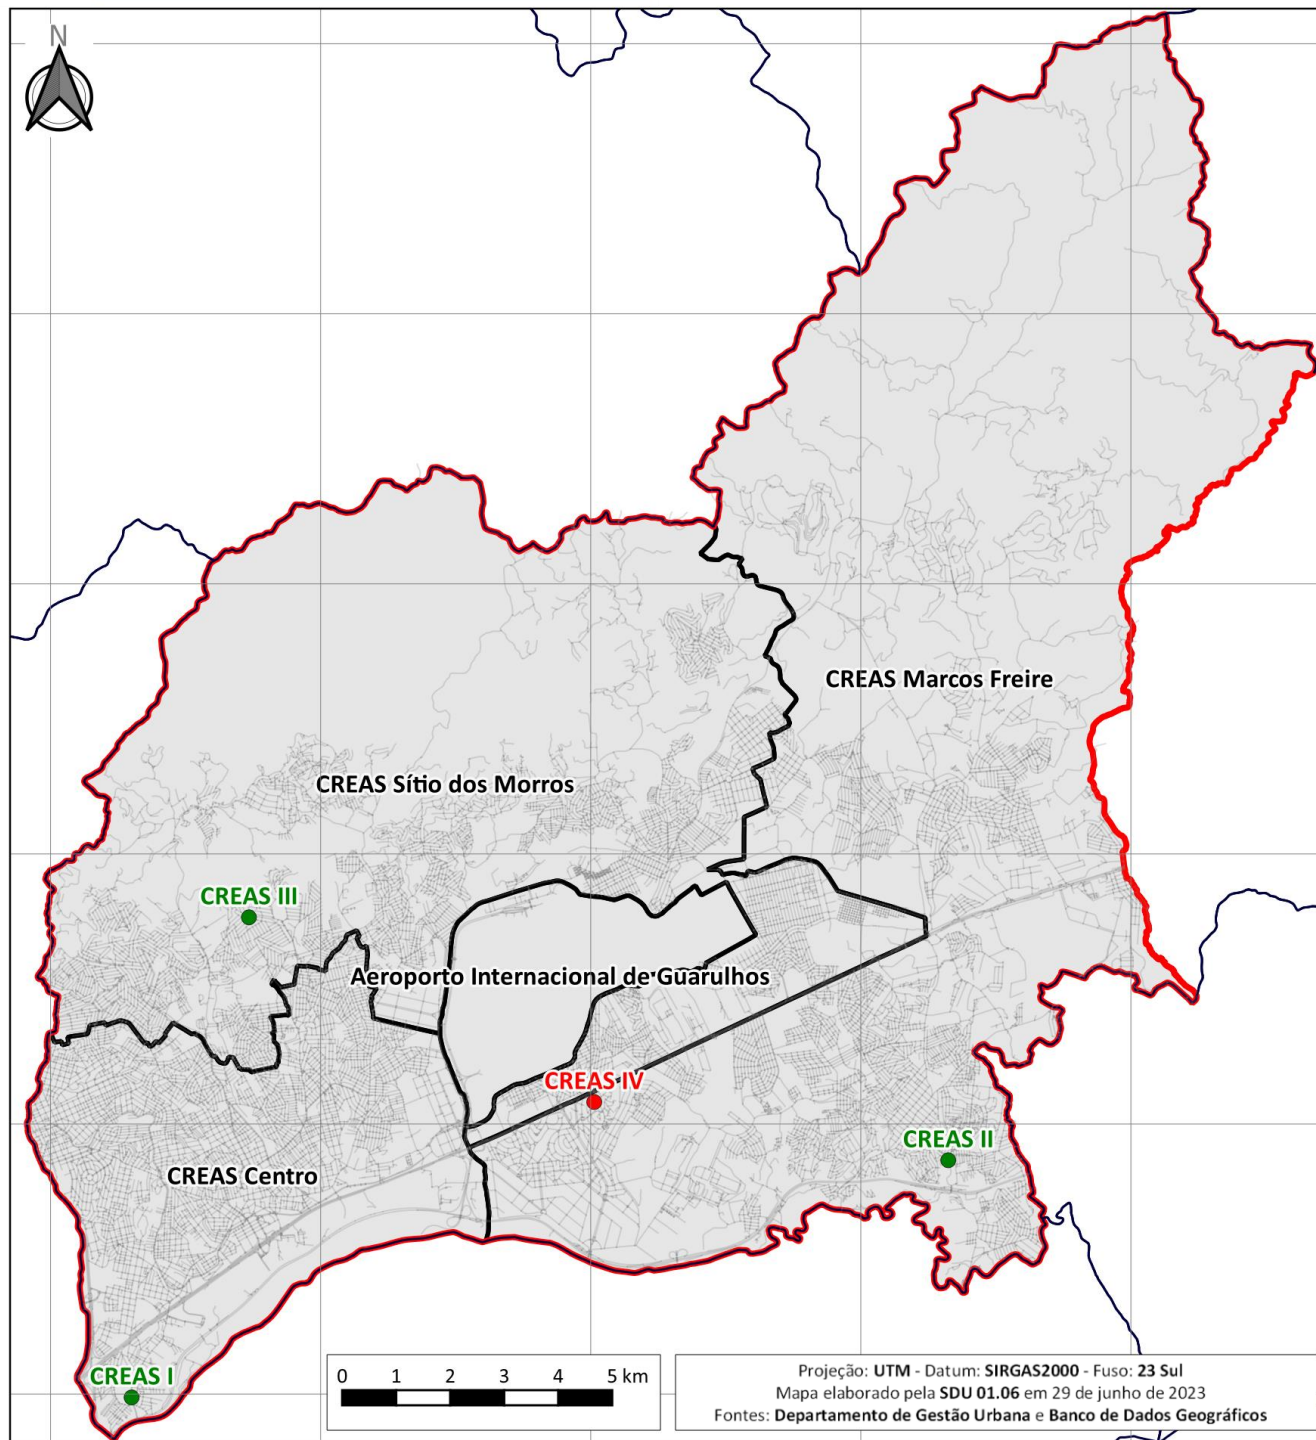 N
CREAS Marcos Freire
CREAS Sítio dos Morros
CREAS III
Aeroporto Internacional de Guarulhos
CREAS IV
CREAS II
CREAS Centro
CREAS I
0 1 2 3 4 5 km
Projeção: UTM - Datum: SIRGAS2000 - Fuso: 23 Sul
Mapa elaborado pela SDU 01.06 em 29 de junho de 2023
Fontes: Departamento de Gestão Urbana e Banco de Dados Geográficos